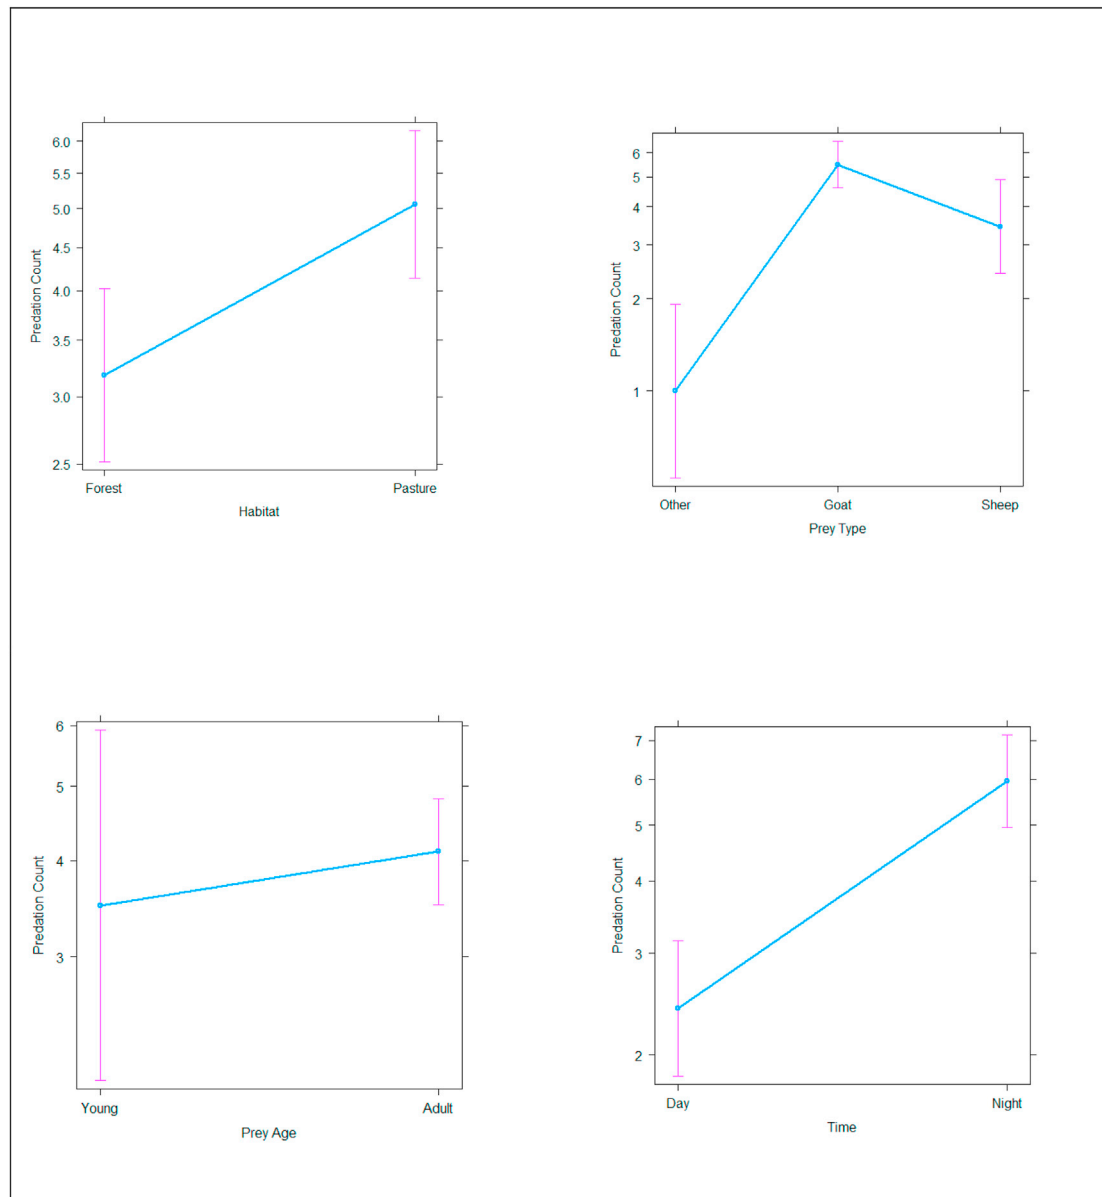 Predation Count
6.0
5.5
5.0
4.5
4.0
3.5
3.0
2.5
Forest Pasture
Habitat
Predation Count
6
5
4
3
2
1
Other Goat Sheep
Prey Type
Predation Count
6
5
4
3
Young Adult
Prey Age
Predation Count
7
6
5
4
3
2
Day Night
Time